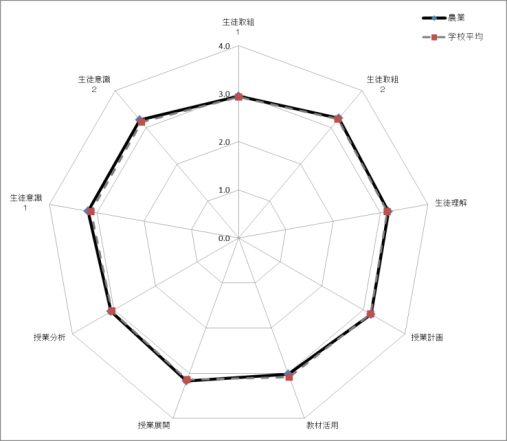 農業
学校平均
生徒取組
1
生徒取組
2
生徒理解
授業計画
教材活用
授業展開
授業分析
生徒意識
1
生徒意識
2
4.0
3.0
2.0
1.0
0.0